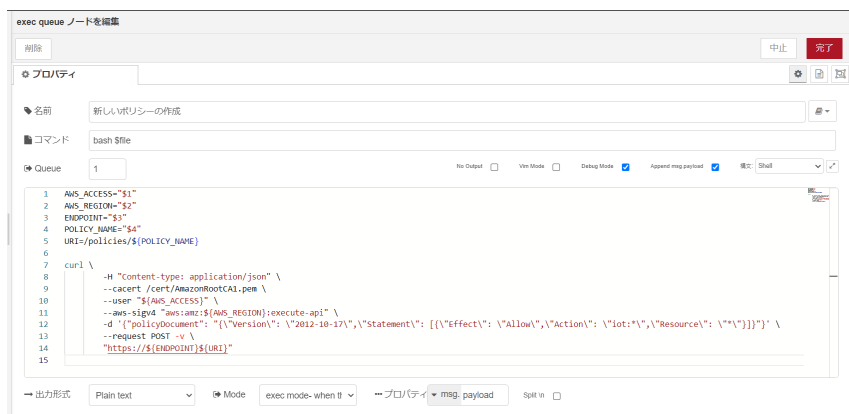 exec queue ノードを編集
削除
中止
完了
プロパティ
名前
新しいポリシーの作成
コマンド
bash $file
Queue
1
No Output
Vim Mode
Debug Mode
Append msg.payload
構文:
Shell
1 AWS_ACCESS="$1"
2 AWS_REGION="$2"
3 ENDPOINT="$3"
4 POLICY_NAME="$4"
5 URI=/policies/${POLICY_NAME}
6
7 curl \
8 -H "Content-type: application/json" \
9 --cacert /cert/AmazonRootCA1.pem \
10 --user "${AWS_ACCESS}" \
11 --aws-sigv4 "aws:amz:${AWS_REGION}:execute-api" \
12 -d '{"policyDocument": "{\"Version\": \"2012-10-17\",\"Statement\": [{\"Effect\": \"Allow\",\"Action\": \"iot:*\",\"Resource\": \"*\"}]}"}' \
13 --request POST -v \
14 "https://${ENDPOINT}${URI}"
15
出力形式
Plain text
Mode
exec mode- when tl
プロパティ
msg. payload
Split \n